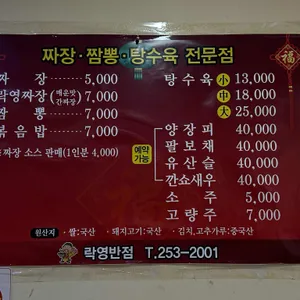 짜장·짬뽕·탕수육 전문점
짜 장 ······ 5,000
락영짜장 (매운맛 간짜장) 7,000
짬 뽕 ······ 7,000
볶음밥 ······ 7,000
짜장 소스 판매(1인분 4,000)
탕수육 小 13,000
中 18,000
大 25,000
예약가능
양장피 ······ 40,000
팔보채 ······ 40,000
유산슬 ······ 40,000
깐쇼새우 ······ 40,000
소 주 ······ 5,000
고량주 ······ 7,000
福
원산지 · 쌀:국산 · 돼지고기:국산 · 김치,고추가루:중국산
락영반점 T.253-2001